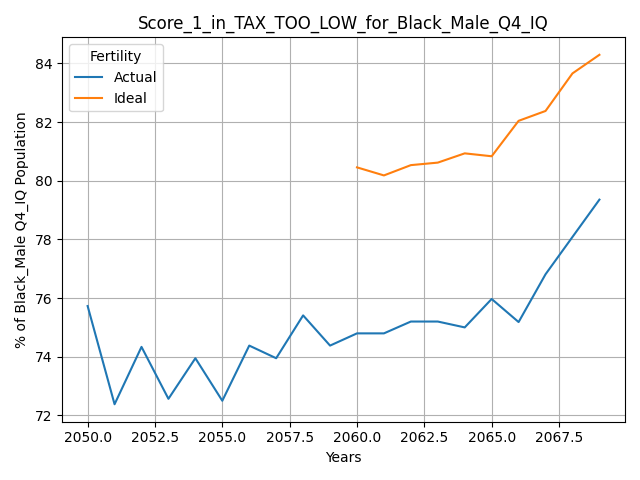 Score_1_in_TAX_TOO_LOW_for_Black_Male_Q4_IQ
Fertility
Actual
Ideal
% of Black_Male Q4_IQ Population
84
82
80
78
76
74
72
2050.0 2052.5 2055.0 2057.5 2060.0 2062.5 2065.0 2067.5
Years